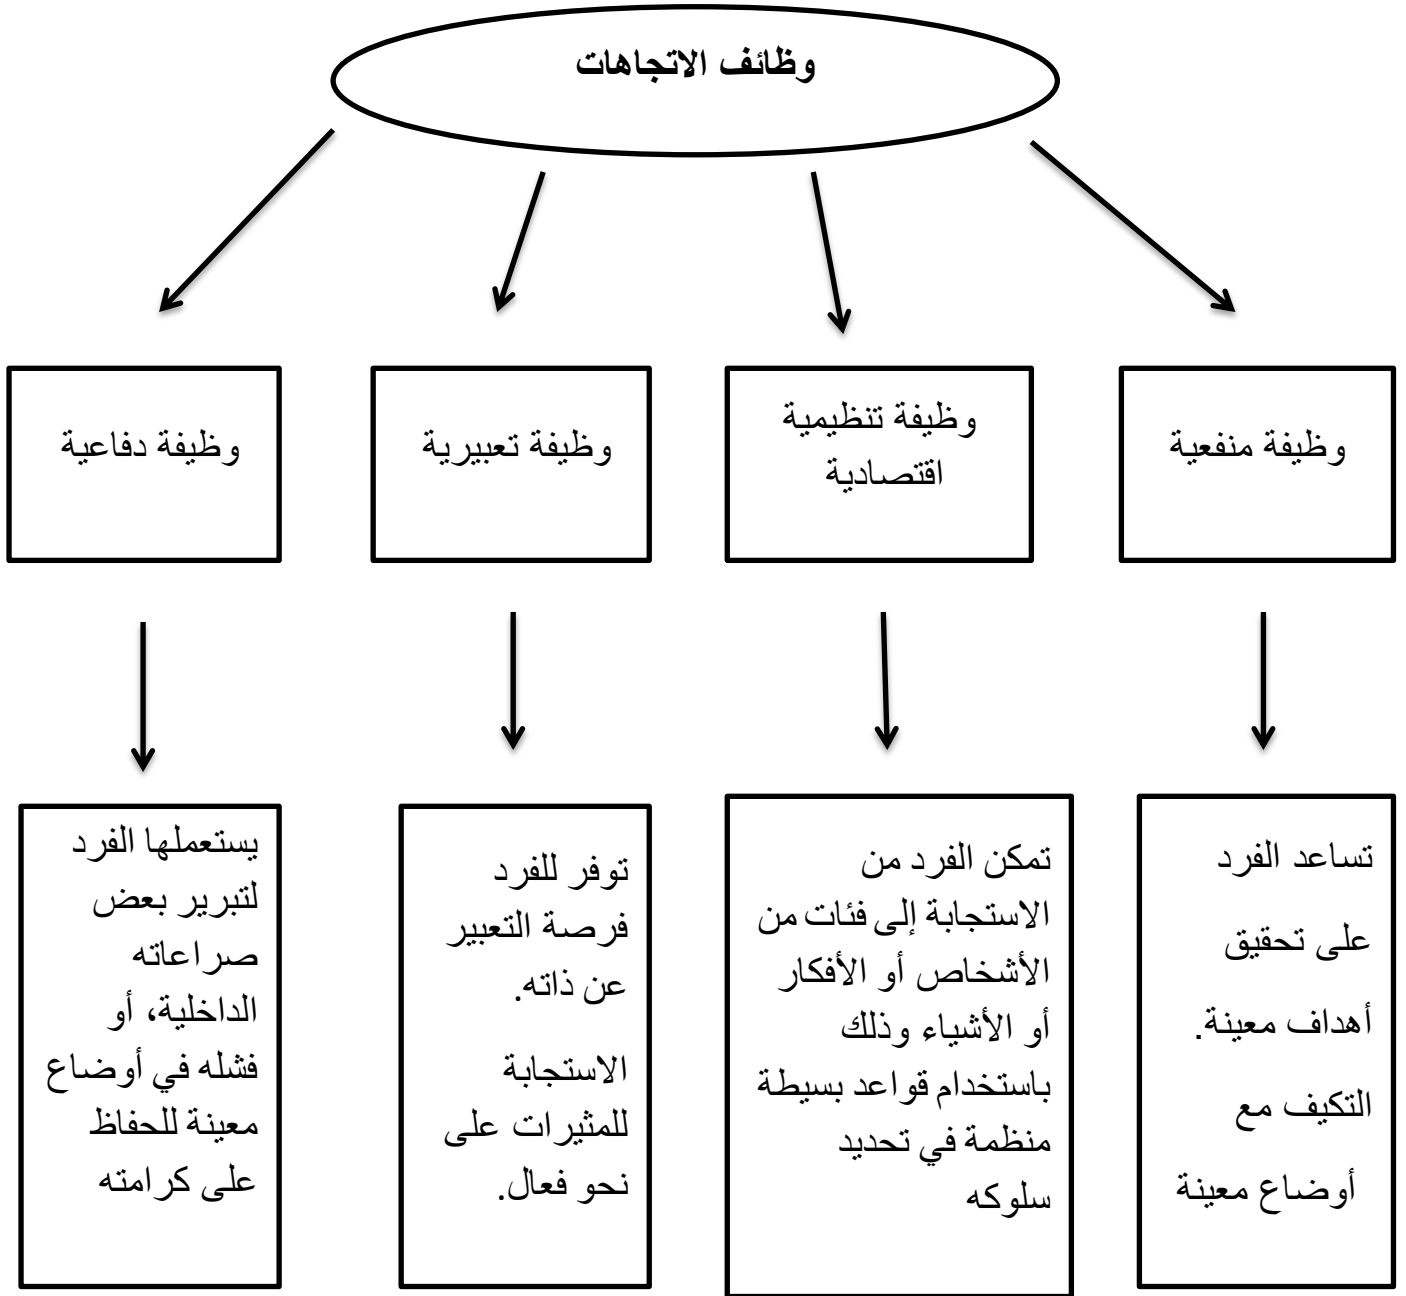 وظائف الاتجاهات
وظيفة منفعية
وظيفة تنظيمية
اقتصادية
وظيفة تعبيرية
وظيفة دفاعية
تساعد الفرد
على تحقيق
أهداف معينة.
التكيف مع
أوضاع معينة
تمكن الفرد من
الاستجابة إلى فئات من
الأشخاص أو الأفكار
أو الأشياء وذلك
باستخدام قواعد بسيطة
منظمة في تحديد
سلوكه
توفر للفرد
فرصة التعبير
عن ذاته.
الاستجابة
للمثيرات على
نحو فعال.
يستعملها الفرد
لتبرير بعض
صراعاته
الداخلية، أو
فشله في أوضاع
معينة للحفاظ
على كرامته